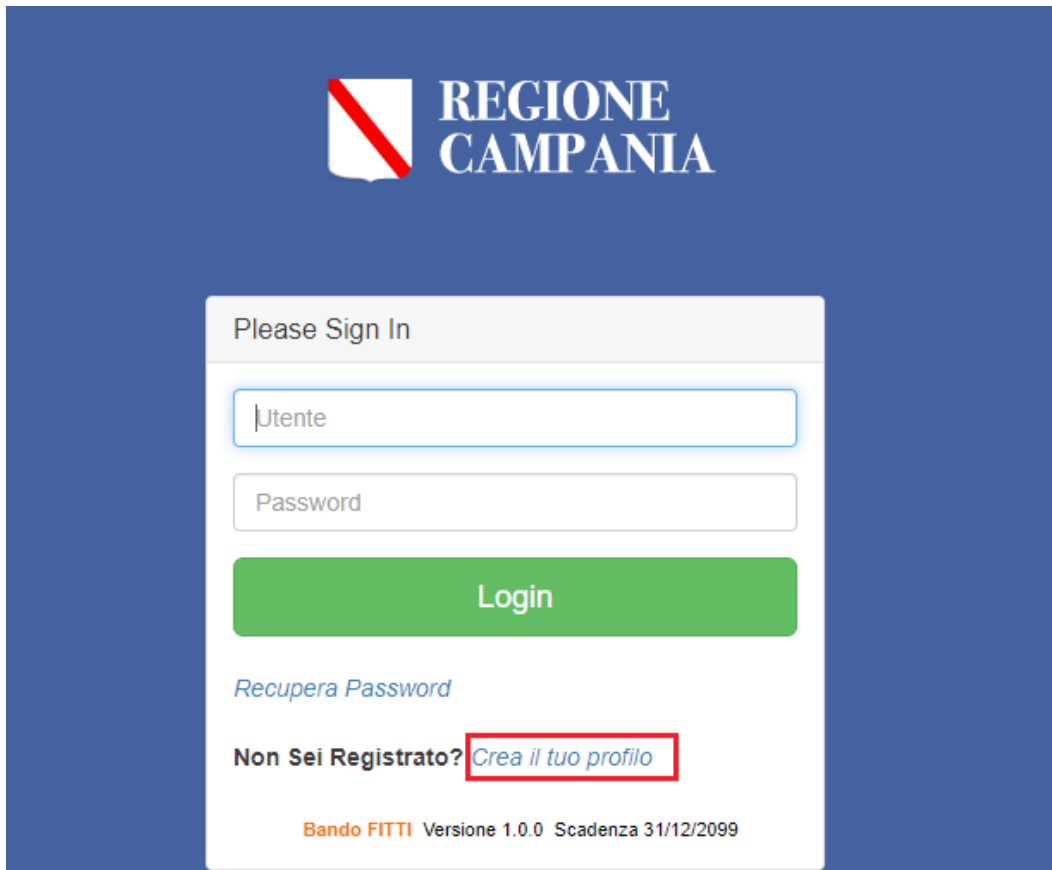 REGIONE
CAMPANIA
Please Sign In
Utente
Password
Login
Recupera Password
Non Sei Registrato? Crea il tuo profilo
Bando FITTI Versione 1.0.0 Scadenza 31/12/2099